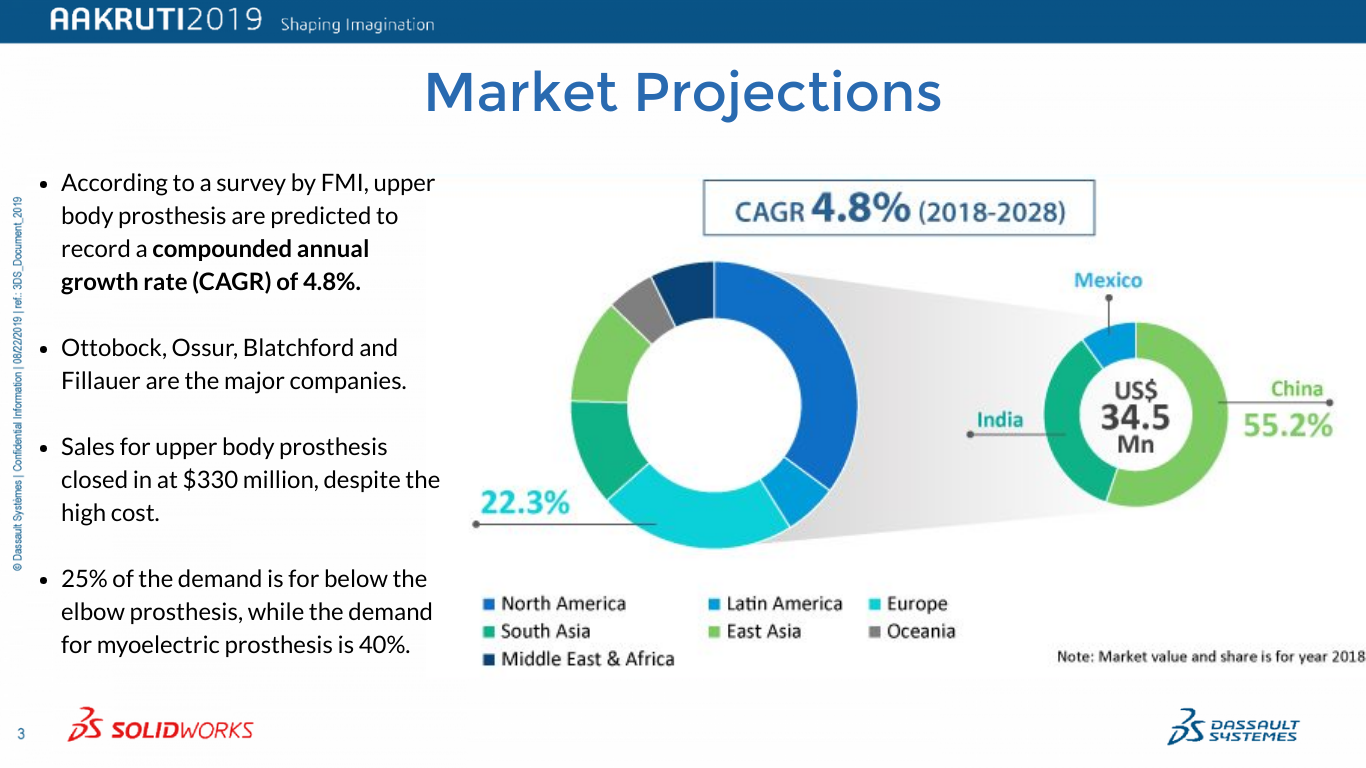 AAKRUTI2019 Shaping Imagination
Market Projections
© Dassault Systèmes | Confidential Information | 08/22/2019 | ref.: 3DS_Document_2019
• According to a survey by FMI, upper
body prosthesis are predicted to
record a compounded annual
growth rate (CAGR) of 4.8%.
• Ottobock, Ossur, Blatchford and
Fillauer are the major companies.
• Sales for upper body prosthesis
closed in at $330 million, despite the
high cost.
• 25% of the demand is for below the
elbow prosthesis, while the demand
for myoelectric prosthesis is 40%.
CAGR 4.8% (2018-2028)
22.3%
Mexico
India
US$
34.5
Mn
China
55.2%
North America
Latin America
Europe
South Asia
East Asia
Oceania
Middle East & Africa
Note: Market value and share is for year 2018
3
SOLIDWORKS
DASSAULT
SYSTEMES